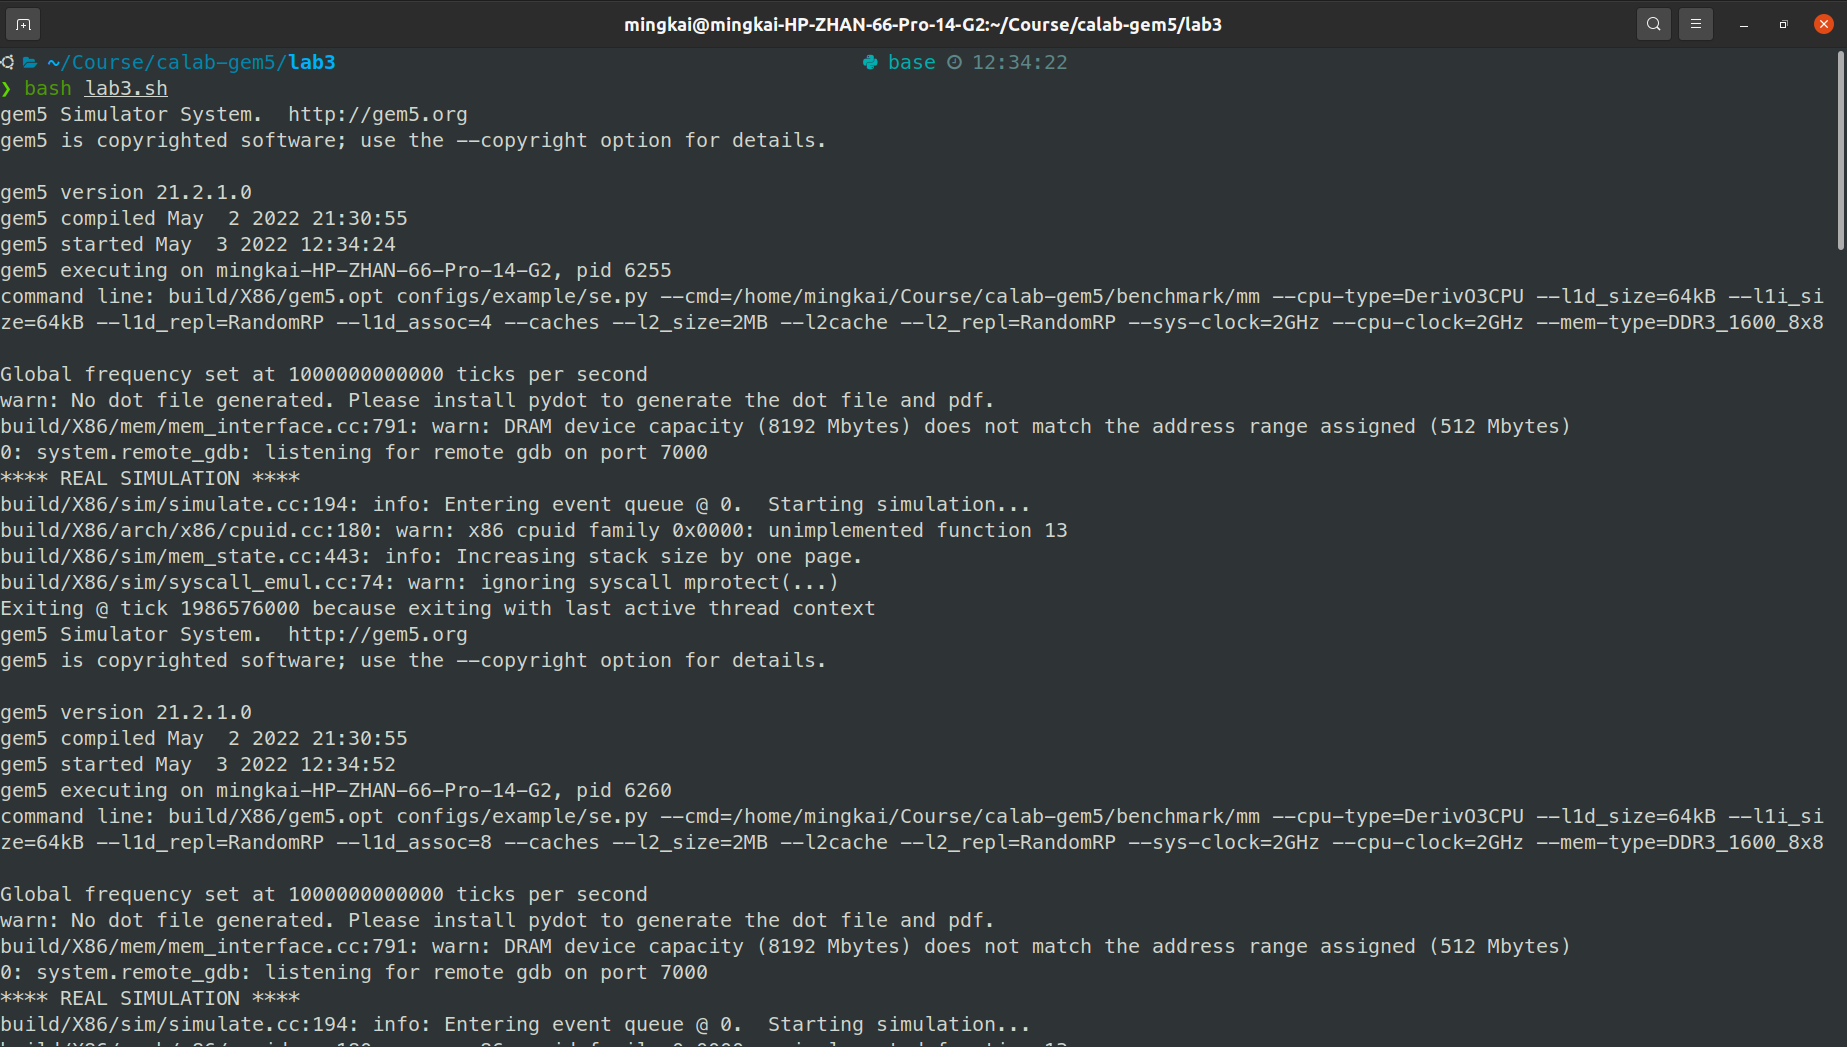 mingkai@mingkai-HP-ZHAN-66-Pro-14-G2:~/Course/calab-gem5/lab3
~/Course/calab-gem5/lab3 base 12:34:22
❯ bash lab3.sh
gem5 Simulator System.  http://gem5.org
gem5 is copyrighted software; use the --copyright option for details.
gem5 version 21.2.1.0
gem5 compiled May  2 2022 21:30:55
gem5 started May  3 2022 12:34:24
gem5 executing on mingkai-HP-ZHAN-66-Pro-14-G2, pid 6255
command line: build/X86/gem5.opt configs/example/se.py --cmd=/home/mingkai/Course/calab-gem5/benchmark/mm --cpu-type=DerivO3CPU --l1d_size=64kB --l1i_si
ze=64kB --l1d_repl=RandomRP --l1d_assoc=4 --caches --l2_size=2MB --l2cache --l2_repl=RandomRP --sys-clock=2GHz --cpu-clock=2GHz --mem-type=DDR3_1600_8x8
Global frequency set at 1000000000000 ticks per second
warn: No dot file generated. Please install pydot to generate the dot file and pdf.
build/X86/mem/mem_interface.cc:791: warn: DRAM device capacity (8192 Mbytes) does not match the address range assigned (512 Mbytes)
0: system.remote_gdb: listening for remote gdb on port 7000
**** REAL SIMULATION ****
build/X86/sim/simulate.cc:194: info: Entering event queue @ 0.  Starting simulation...
build/X86/arch/x86/cpuid.cc:180: warn: x86 cpuid family 0x0000: unimplemented function 13
build/X86/sim/mem_state.cc:443: info: Increasing stack size by one page.
build/X86/sim/syscall_emul.cc:74: warn: ignoring syscall mprotect(...)
Exiting @ tick 1986576000 because exiting with last active thread context
gem5 Simulator System.  http://gem5.org
gem5 is copyrighted software; use the --copyright option for details.
gem5 version 21.2.1.0
gem5 compiled May  2 2022 21:30:55
gem5 started May  3 2022 12:34:52
gem5 executing on mingkai-HP-ZHAN-66-Pro-14-G2, pid 6260
command line: build/X86/gem5.opt configs/example/se.py --cmd=/home/mingkai/Course/calab-gem5/benchmark/mm --cpu-type=DerivO3CPU --l1d_size=64kB --l1i_si
ze=64kB --l1d_repl=RandomRP --l1d_assoc=8 --caches --l2_size=2MB --l2cache --l2_repl=RandomRP --sys-clock=2GHz --cpu-clock=2GHz --mem-type=DDR3_1600_8x8
Global frequency set at 1000000000000 ticks per second
warn: No dot file generated. Please install pydot to generate the dot file and pdf.
build/X86/mem/mem_interface.cc:791: warn: DRAM device capacity (8192 Mbytes) does not match the address range assigned (512 Mbytes)
0: system.remote_gdb: listening for remote gdb on port 7000
**** REAL SIMULATION ****
build/X86/sim/simulate.cc:194: info: Entering event queue @ 0.  Starting simulation...